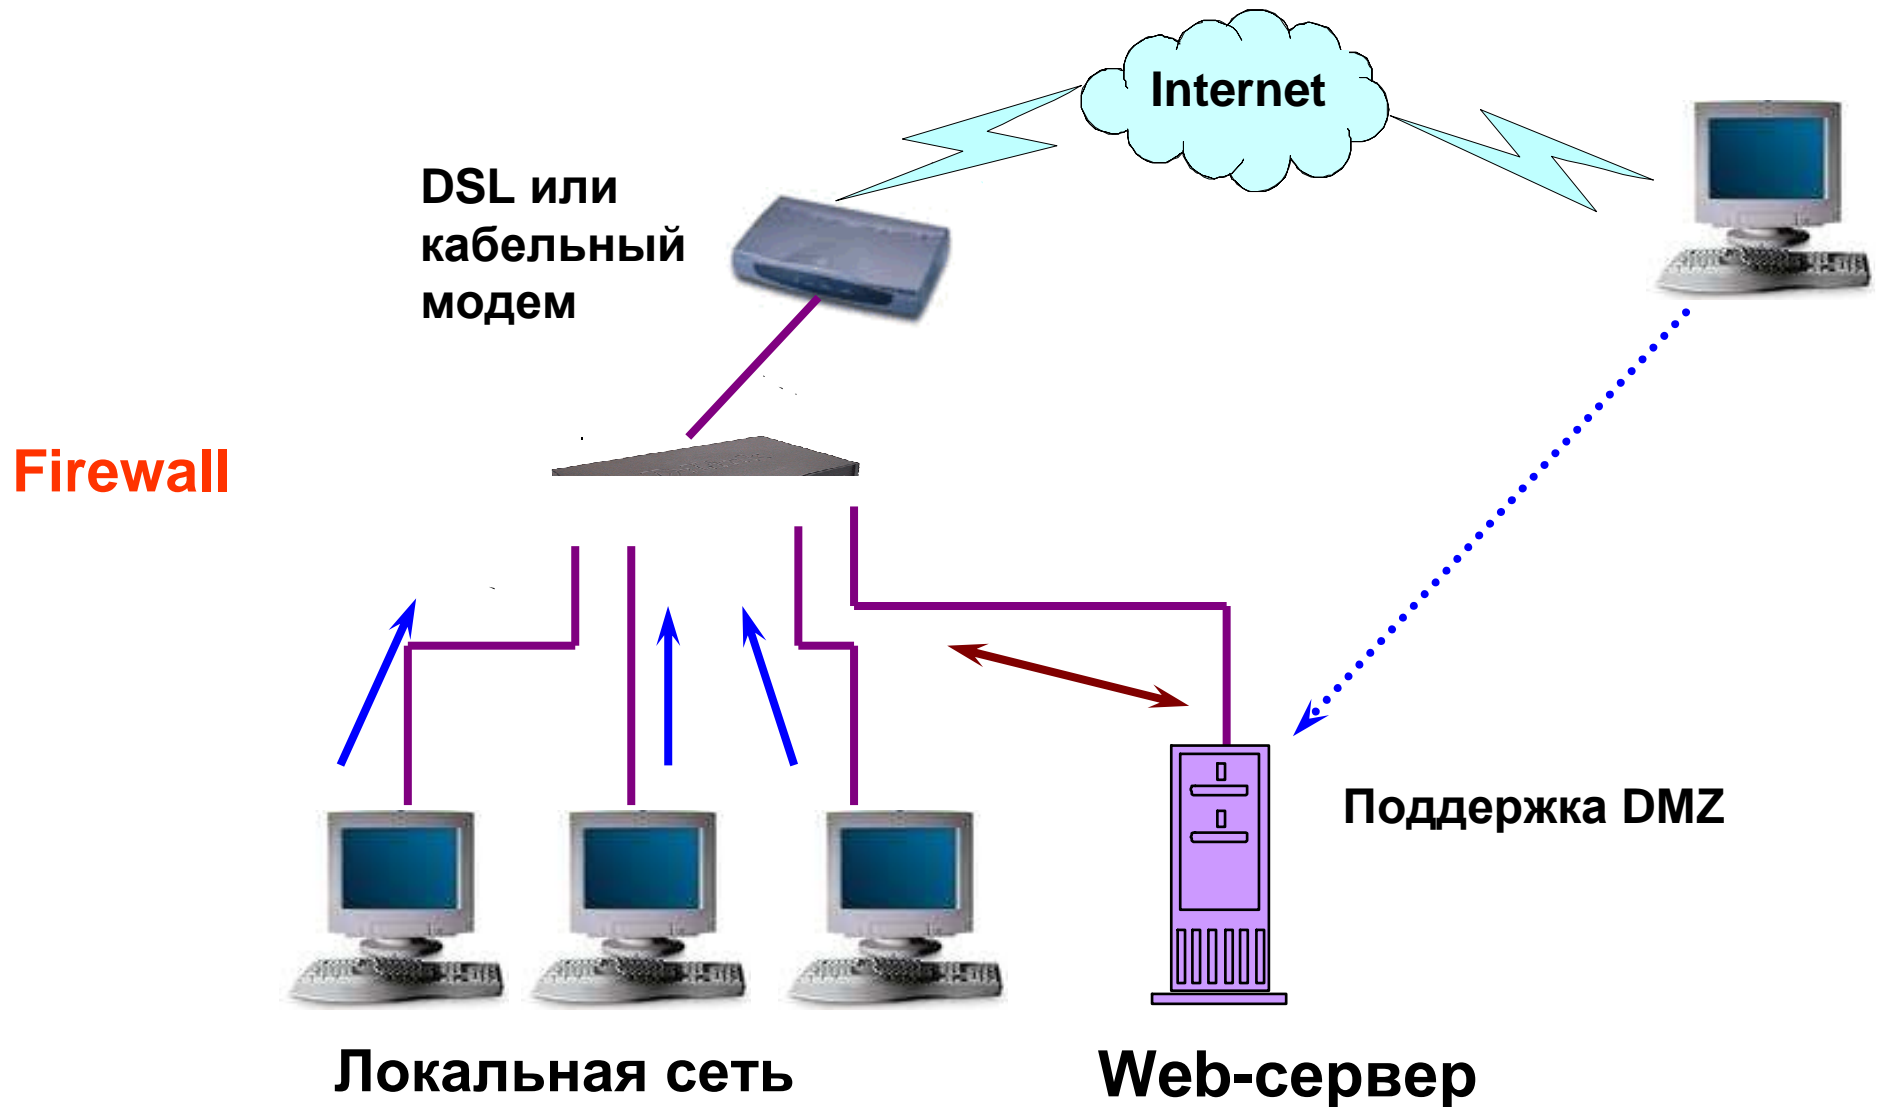 Internet
DSL или
кабельный
модем
Firewall
Поддержка DMZ
Локальная сеть
Web-сервер